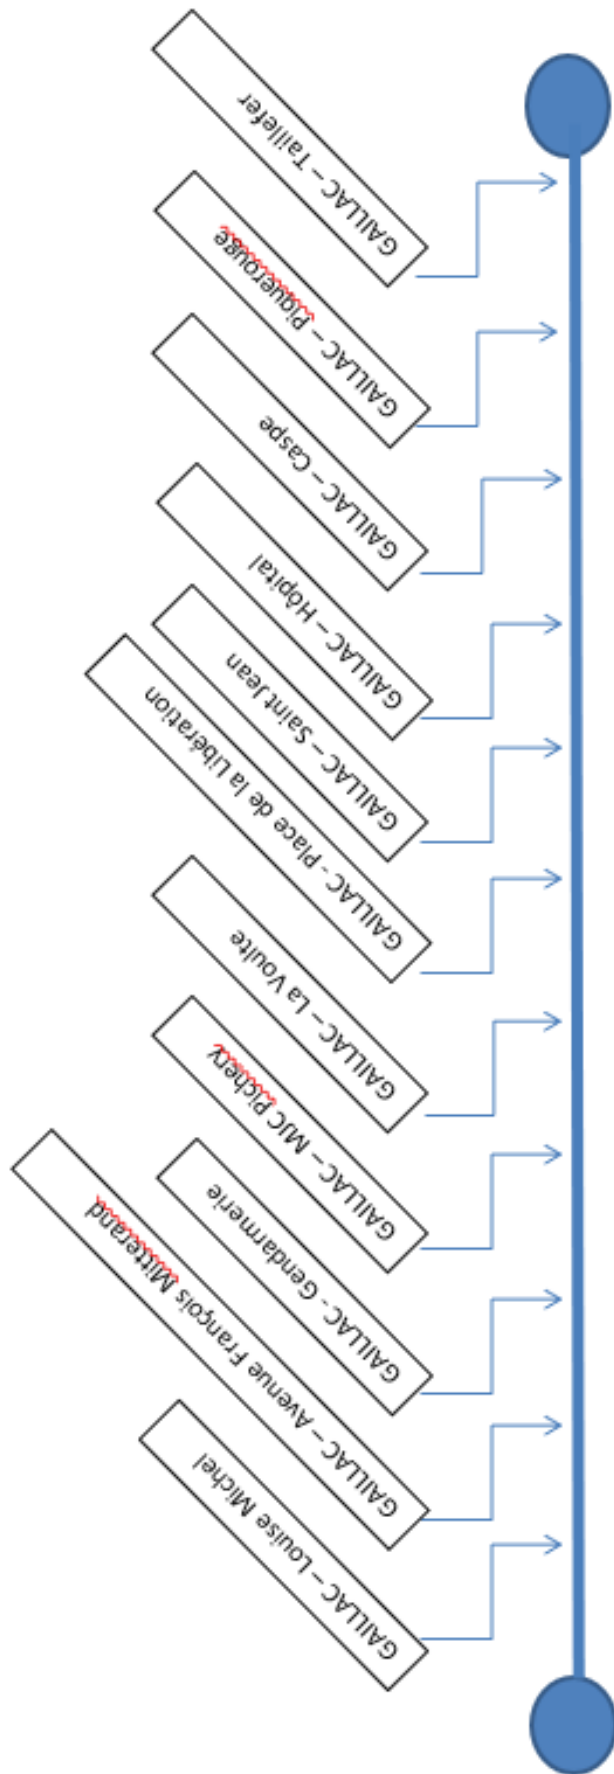 GAILLAC – Louise Michel
GAILLAC – Avenue François Mitterand
GAILLAC - Gendarmerie
GAILLAC – MJC Pichery
GAILLAC – La Voulte
GAILLAC - Place de la Libération
GAILLAC – Saint Jean
GAILLAC – Hôpital
GAILLAC – Caspe
GAILLAC – Piquerouge
GAILLAC – Taillefer